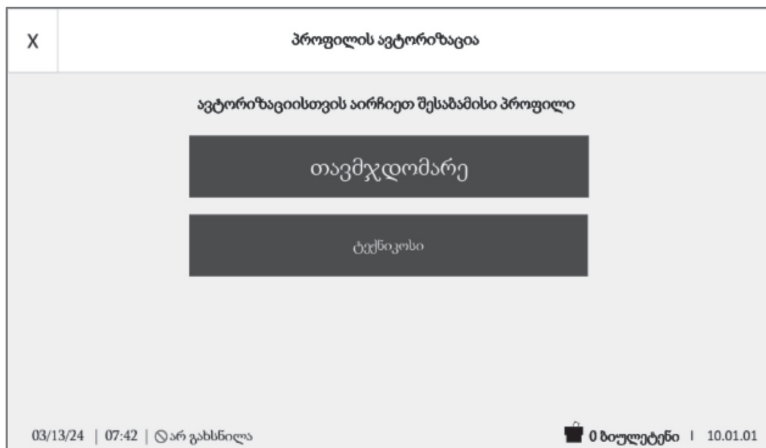 X პროფილის ავტორიზაცია
ავტორიზაციისთვის აირჩიეთ შესაბამისი პროფილი
თავმჯდომარე
ტექნიკოსი
03/13/24 | 07:42 | არ გახსნილა 0 ბიულეტენი | 10.01.01